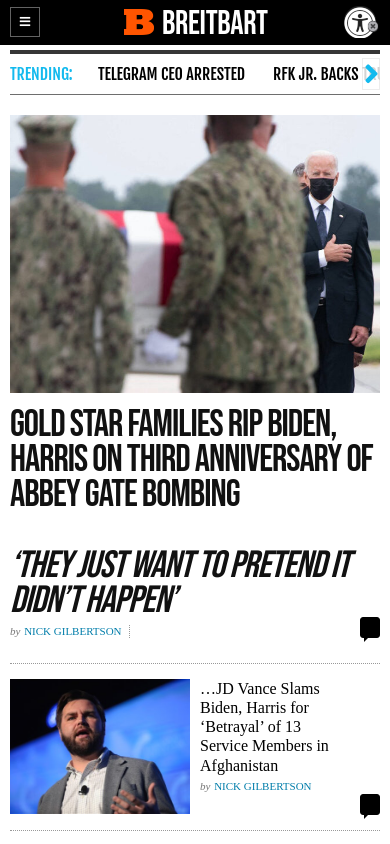 BREITBART
TRENDING: TELEGRAM CEO ARRESTED RFK JR. BACKS
GOLD STAR FAMILIES RIP BIDEN,
HARRIS ON THIRD ANNIVERSARY OF
ABBEY GATE BOMBING
‘THEY JUST WANT TO PRETEND IT
DIDN’T HAPPEN’
by NICK GILBERTSON
…JD Vance Slams
Biden, Harris for
‘Betrayal’ of 13
Service Members in
Afghanistan
by NICK GILBERTSON